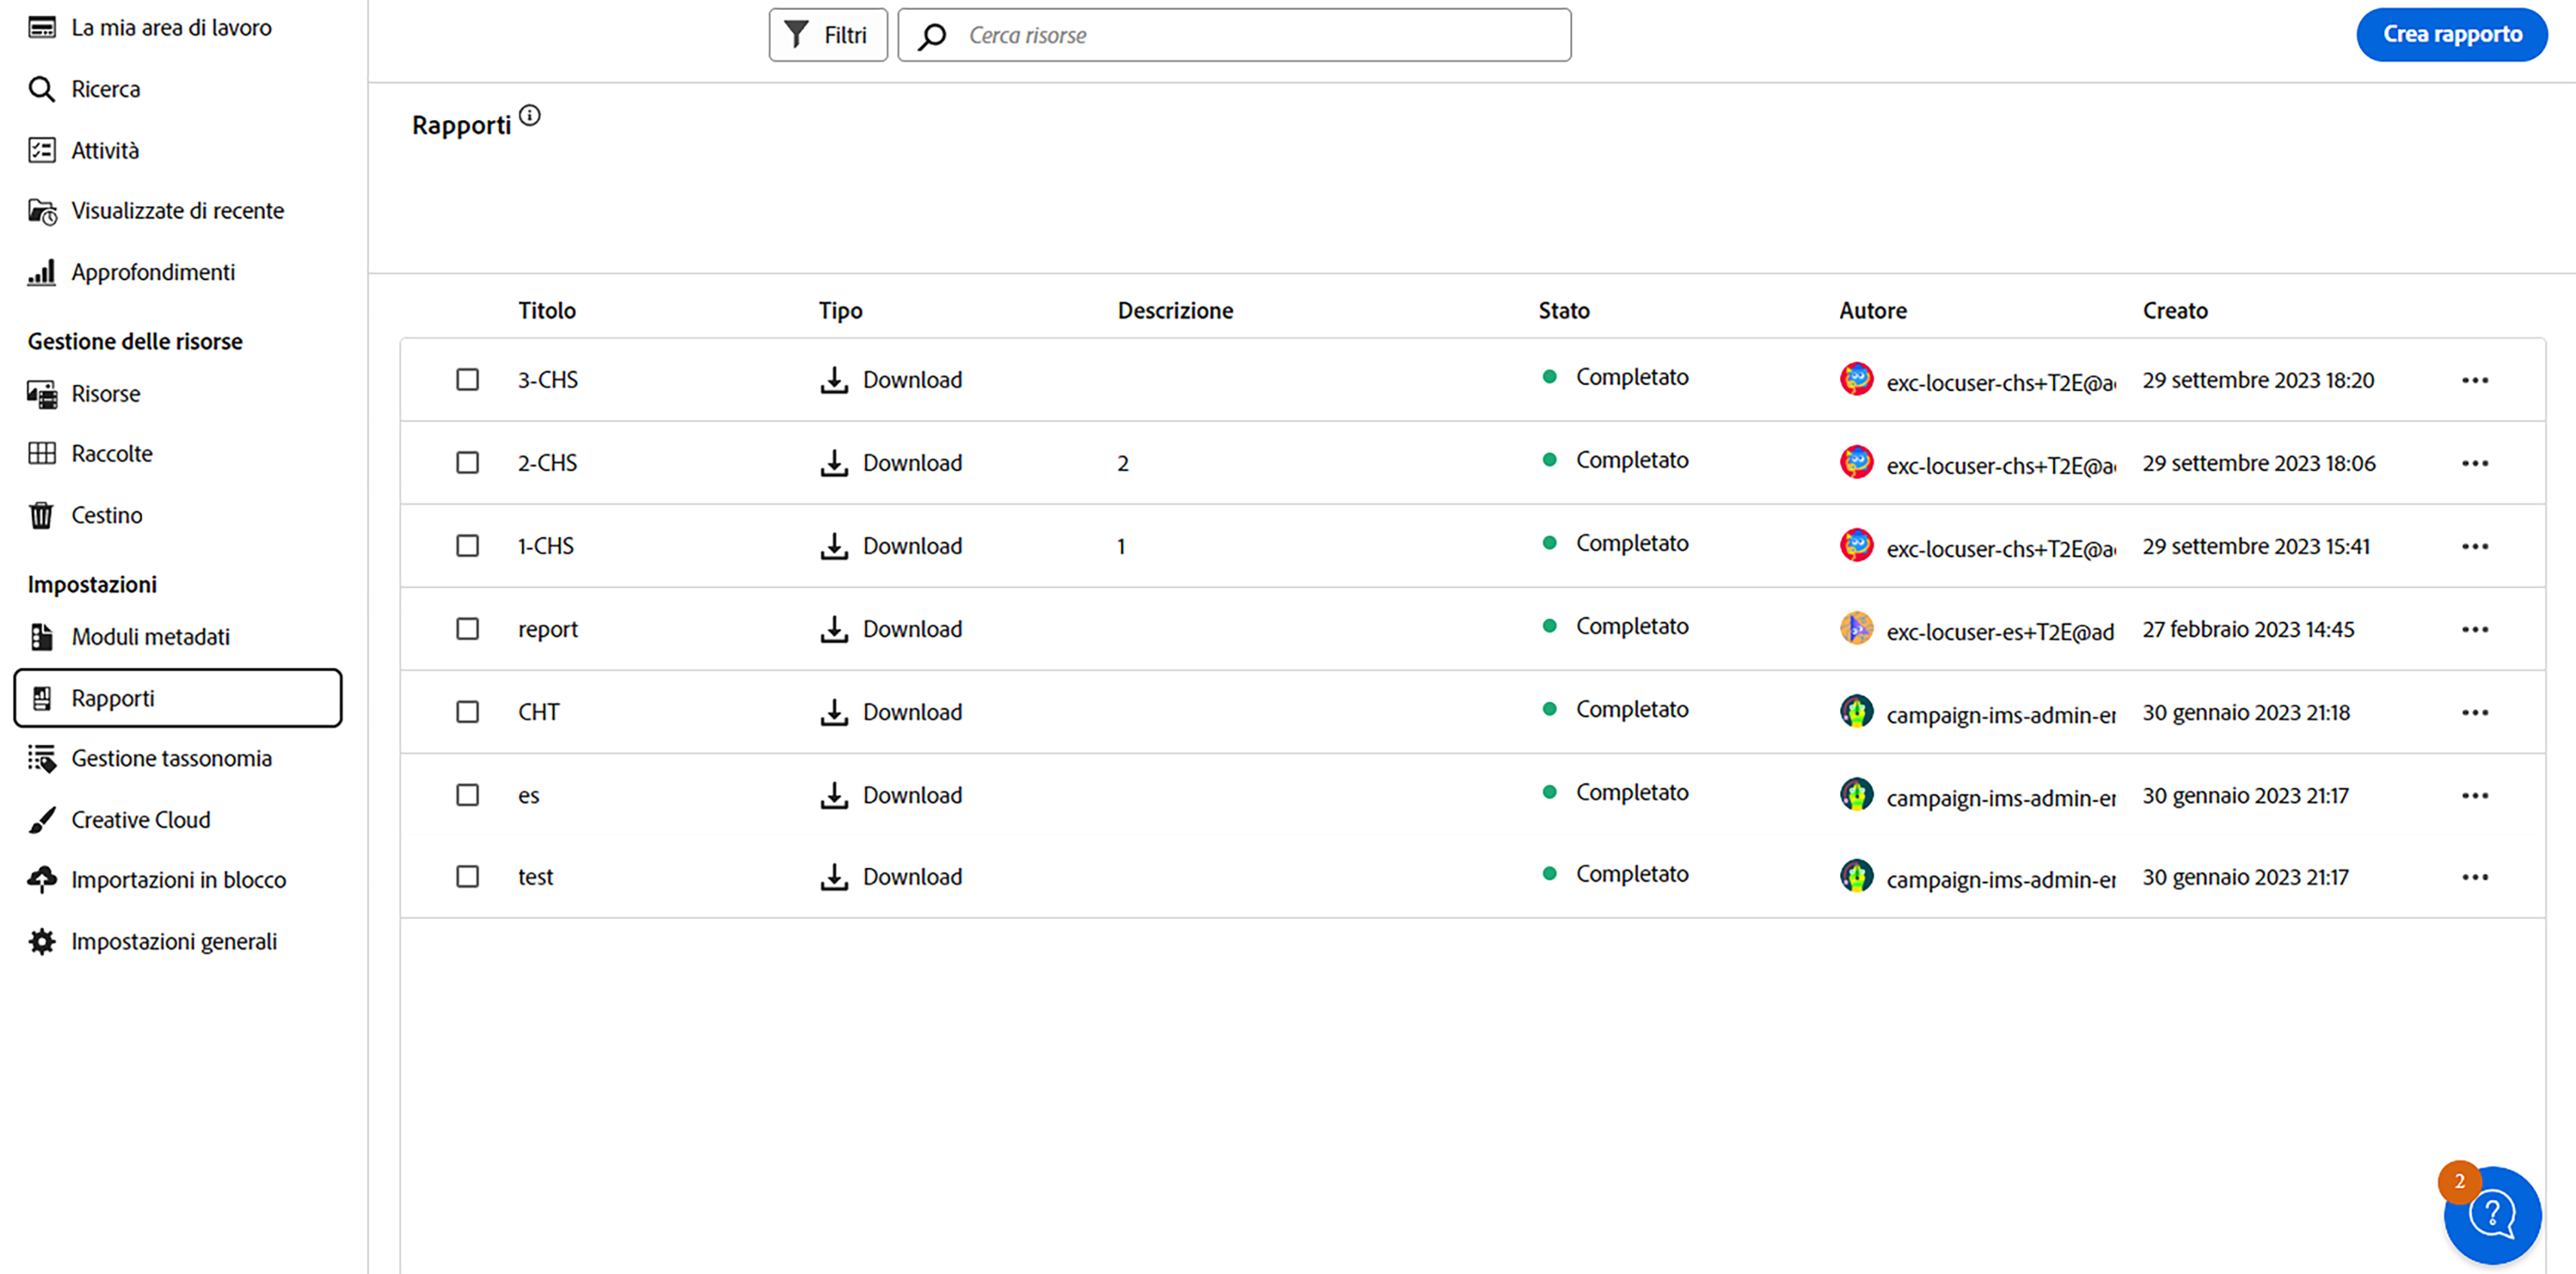 La mia area di lavoro
Ricerca
Attività
Visualizzate di recente
Approfondimenti
Gestione delle risorse
Risorse
Raccolte
Cestino
Impostazioni
Moduli metadati
Rapporti
Gestione tassonomia
Creative Cloud
Importazioni in blocco
Impostazioni generali
Filtri
Cerca risorse
Crea rapporto
Rapporti
Titolo Tipo Descrizione Stato Autore Creato
3-CHS Download Completato exc-locuser-chs+T2E@a 29 settembre 2023 18:20
2-CHS Download 2 Completato exc-locuser-chs+T2E@a 29 settembre 2023 18:06
1-CHS Download 1 Completato exc-locuser-chs+T2E@a 29 settembre 2023 15:41
report Download Completato exc-locuser-es+T2E@ad 27 febbraio 2023 14:45
CHT Download Completato campaign-ims-admin-e 30 gennaio 2023 21:18
es Download Completato campaign-ims-admin-e 30 gennaio 2023 21:17
test Download Completato campaign-ims-admin-e 30 gennaio 2023 21:17
2